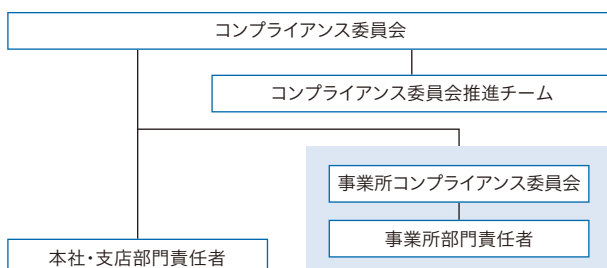 コンプライアンス委員会
コンプライアンス委員会推進チーム
事業所コンプライアンス委員会
事業所部門責任者
本社・支店部門責任者